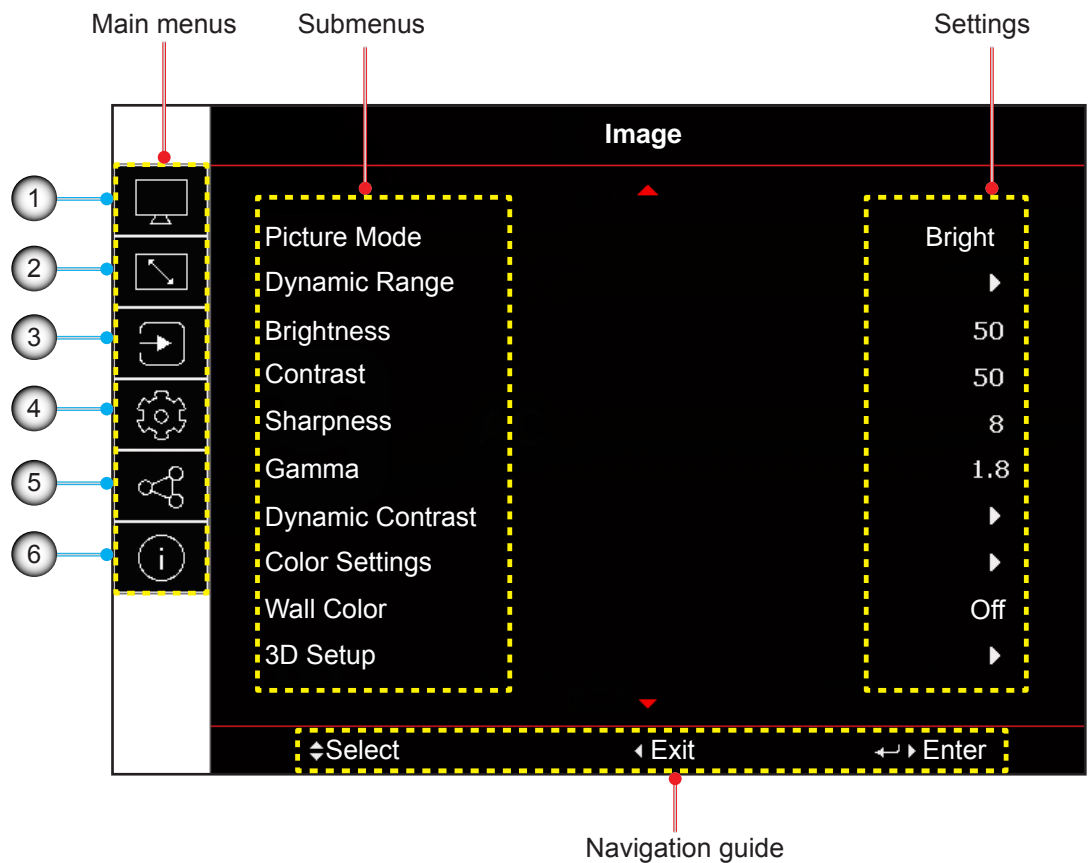 Main menus Submenus Settings
Image
1
2
3
4
5
6
Picture Mode Bright
Dynamic Range
Brightness 50
Contrast 50
Sharpness 8
Gamma 1.8
Dynamic Contrast
Color Settings
Wall Color Off
3D Setup
Select Exit Enter
Navigation guide